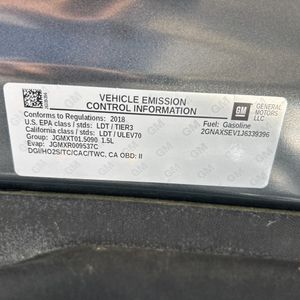 VEHICLE EMISSION
CONTROL INFORMATION
GM
GENERAL
MOTORS
LLC
Conforms to Regulations: 2018
U.S. EPA class / stds: LDT / TIER3
California class / stds: LDT / ULEV70
Group: JGMXT01.5090 1.5L
Evap: JGMXR009537C
DGI/HO2S/TC/CAC/TWC, CA OBD: II
Fuel: Gasoline
2GNAXSEV1J6339396